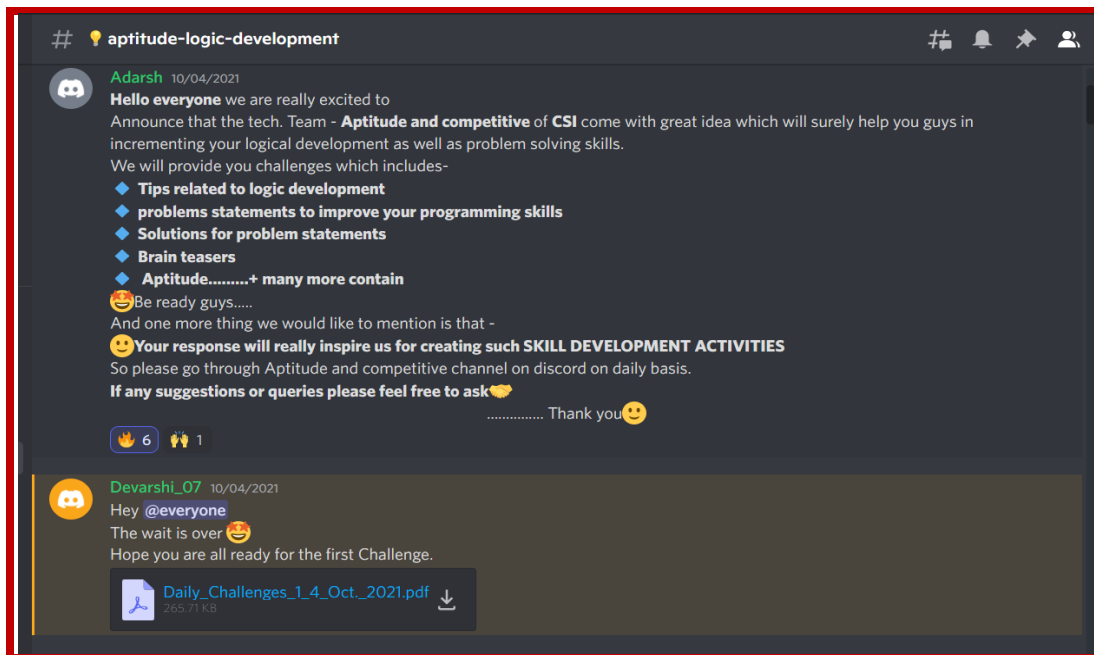 # 💡 aptitude-logic-development
Adarsh 10/04/2021
Hello everyone we are really excited to
Announce that the tech. Team - Aptitude and competitive of CSI come with great idea which will surely help you guys in
incrementing your logical development as well as problem solving skills.
We will provide you challenges which includes-
🔹 Tips related to logic development
🔹 problems statements to improve your programming skills
🔹 Solutions for problem statements
🔹 Brain teasers
🔹 Aptitude.........+ many more contain
🤩Be ready guys.....
And one more thing we would like to mention is that -
🙂Your response will really inspire us for creating such SKILL DEVELOPMENT ACTIVITIES
So please go through Aptitude and competitive channel on discord on daily basis.
If any suggestions or queries please feel free to ask🤝
............... Thank you🙂
🔥 6 🙌 1
Devarshi_07 10/04/2021
Hey @everyone
The wait is over🤩
Hope you are all ready for the first Challenge.
Daily_Challenges_1_4_Oct._2021.pdf
265.71 KB